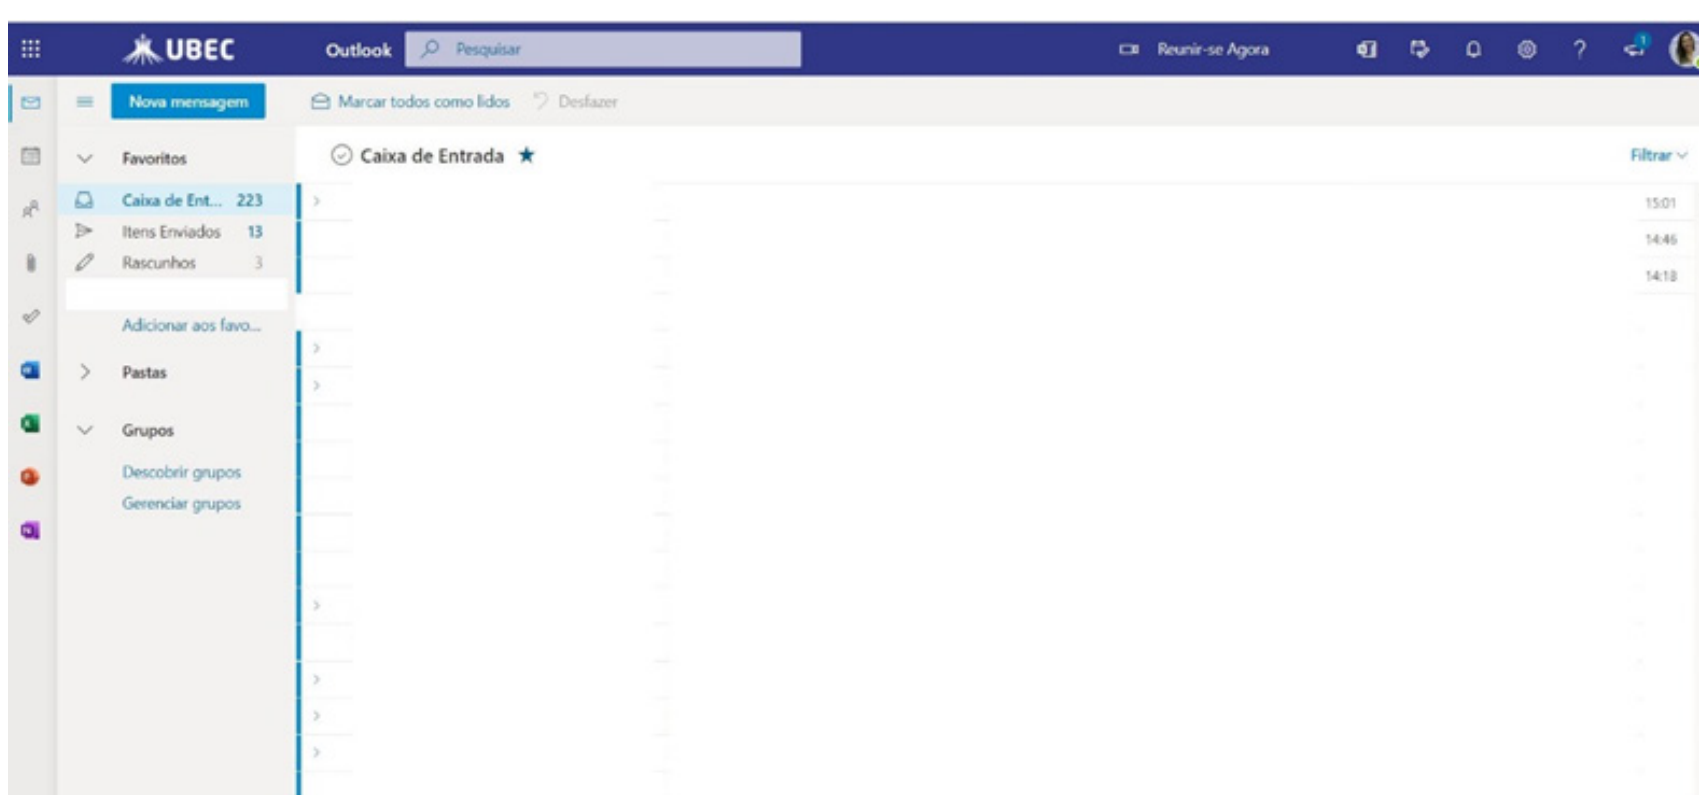 UBEC
Outlook
Pesquisar
Reunir-se Agora
?
1
Nova mensagem
Marcar todos como lidos
Desfazer
Favoritos
Caixa de Entrada
Filtrar
Caixa de Ent... 223
15:01
Itens Enviados 13
14:46
Rascunhos 3
14:18
Adicionar aos favo...
Pastas
Grupos
Descobrir grupos
Gerenciar grupos